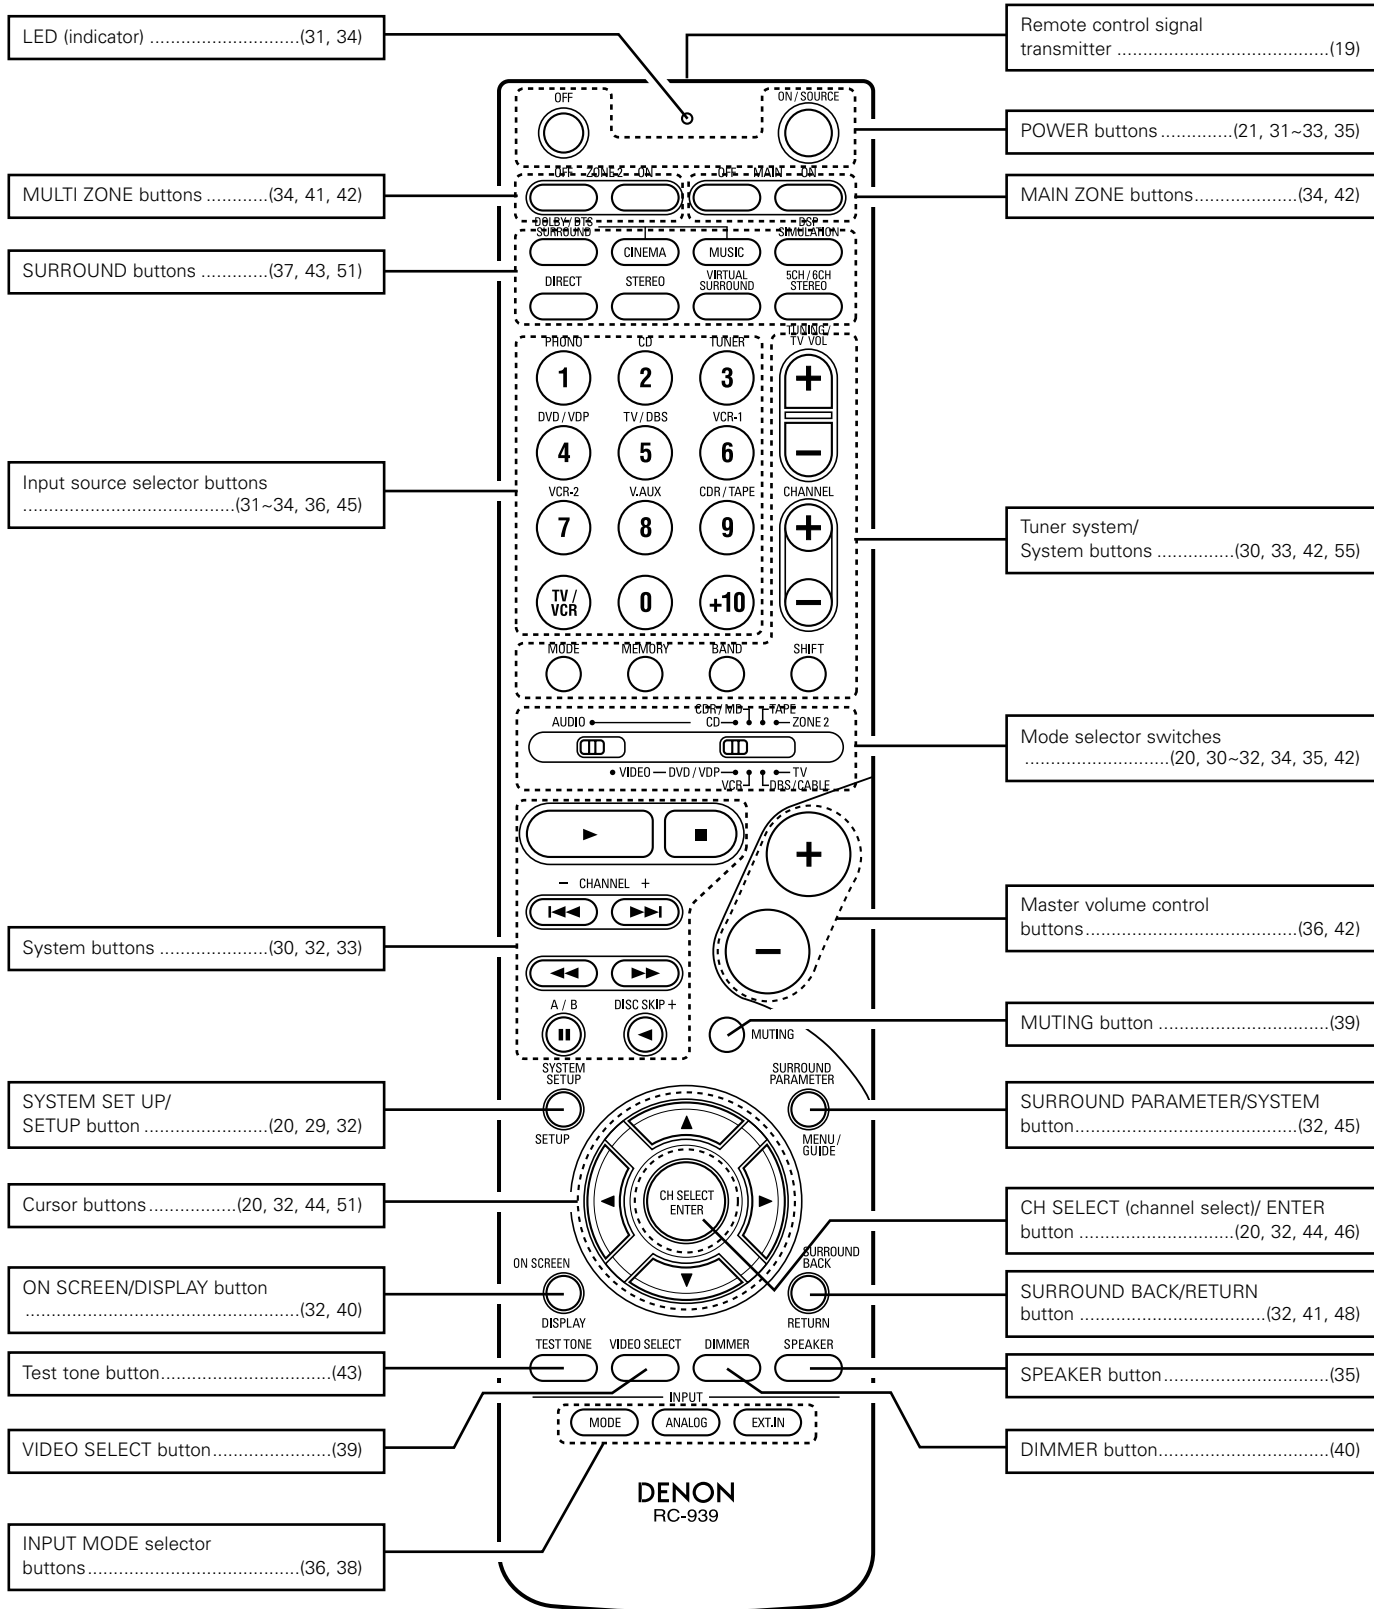 LED (indicator) .............................(31, 34)
MULTI ZONE buttons ............(34, 41, 42)
SURROUND buttons .............(37, 43, 51)
Input source selector buttons
.........................................(31~34, 36, 45)
System buttons .....................(30, 32, 33)
SYSTEM SET UP/
SETUP button ........................(20, 29, 32)
Cursor buttons.................(20, 32, 44, 51)
ON SCREEN/DISPLAY button
.....................................................(32, 40)
Test tone button.................................(43)
VIDEO SELECT button.......................(39)
INPUT MODE selector
buttons.........................................(36, 38)
OFF
ON / SOURCE
OFF ZONE 2 ON
OFF MAIN ON
DOLBY / DTS
SURROUND
CINEMA
MUSIC
DSP
SIMULATION
DIRECT
STEREO
VIRTUAL
SURROUND
5CH / 6CH
STEREO
PHONO
CD
TUNER
TUNING /
TV VOL
1
2
3
+
DVD / VDP
TV / DBS
VCR-1
4
5
6
−
VCR-2
V.AUX
CDR / TAPE
CHANNEL
7
8
9
+
TV /
VCR
0
+10
−
MODE
MEMORY
BAND
SHIFT
CDR / MD
TAPE
AUDIO
CD
ZONE 2
VIDEO
DVD / VDP
TV
VCR
DBS / CABLE
+
− CHANNEL +
−
A / B
DISC SKIP +
MUTING
SYSTEM
SETUP
SURROUND
PARAMETER
SETUP
MENU /
GUIDE
CH SELECT
ENTER
ON SCREEN
SURROUND
BACK
DISPLAY
RETURN
TEST TONE
VIDEO SELECT
DIMMER
SPEAKER
INPUT
MODE
ANALOG
EXT.IN
DENON
RC-939
Remote control signal
transmitter .........................................(19)
POWER buttons ..............(21, 31~33, 35)
MAIN ZONE buttons....................(34, 42)
Tuner system/
System buttons ...............(30, 33, 42, 55)
Mode selector switches
............................(20, 30~32, 34, 35, 42)
Master volume control
buttons.........................................(36, 42)
MUTING button ................................(39)
SURROUND PARAMETER/SYSTEM
button...........................................(32, 45)
CH SELECT (channel select)/ ENTER
button ..............................(20, 32, 44, 46)
SURROUND BACK/RETURN
button ....................................(32, 41, 48)
SPEAKER button................................(35)
DIMMER button.................................(40)